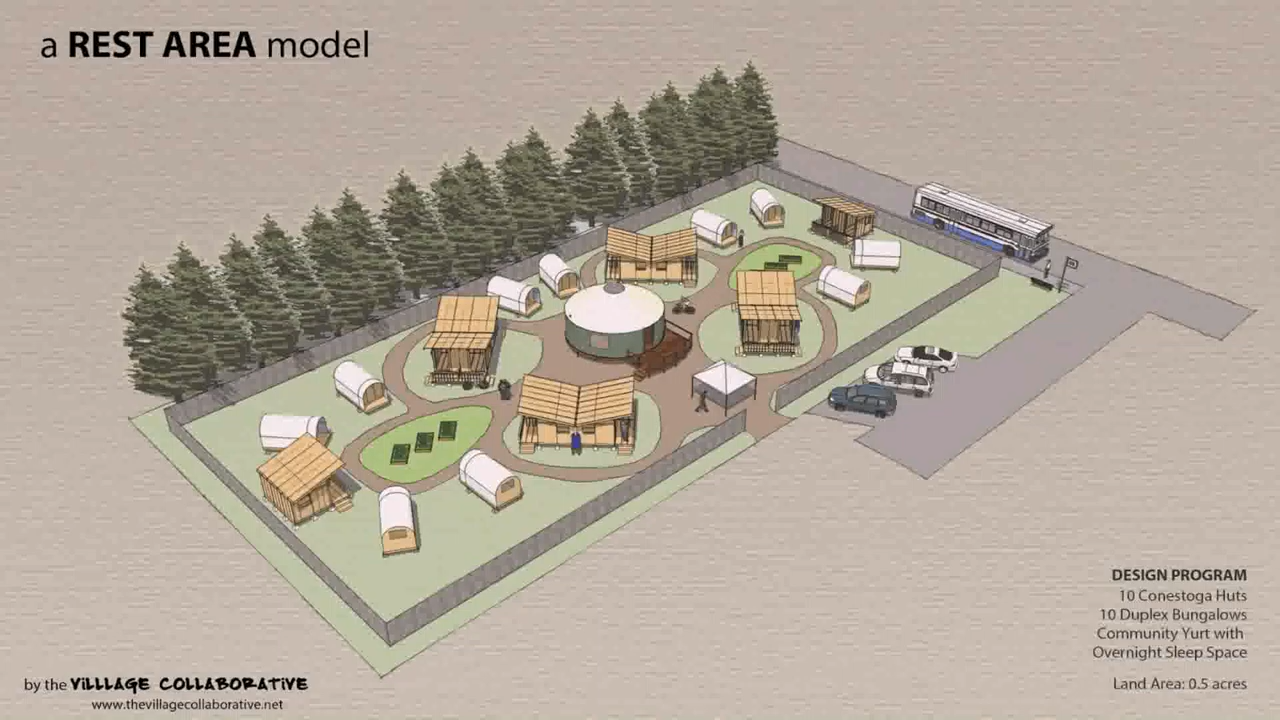 a REST AREA model
DESIGN PROGRAM
10 Conestoga Huts
10 Duplex Bungalows
Community Yurt with
Overnight Sleep Space
Land Area: 0.5 acres
by the VILLLAGE COLLABORATIVE
www.thevillagecollaborative.net